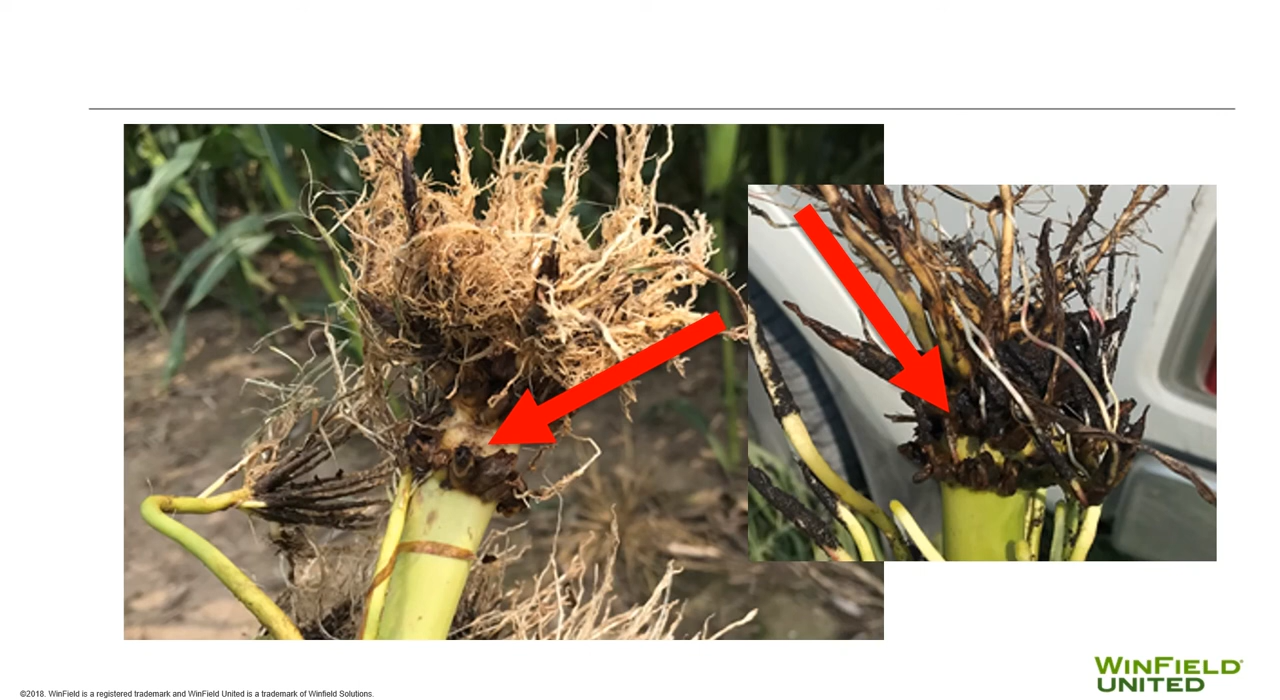 WINFIELD®
UNITED
©2018. WinField is a registered trademark and WinField United is a trademark of Winfield Solutions.